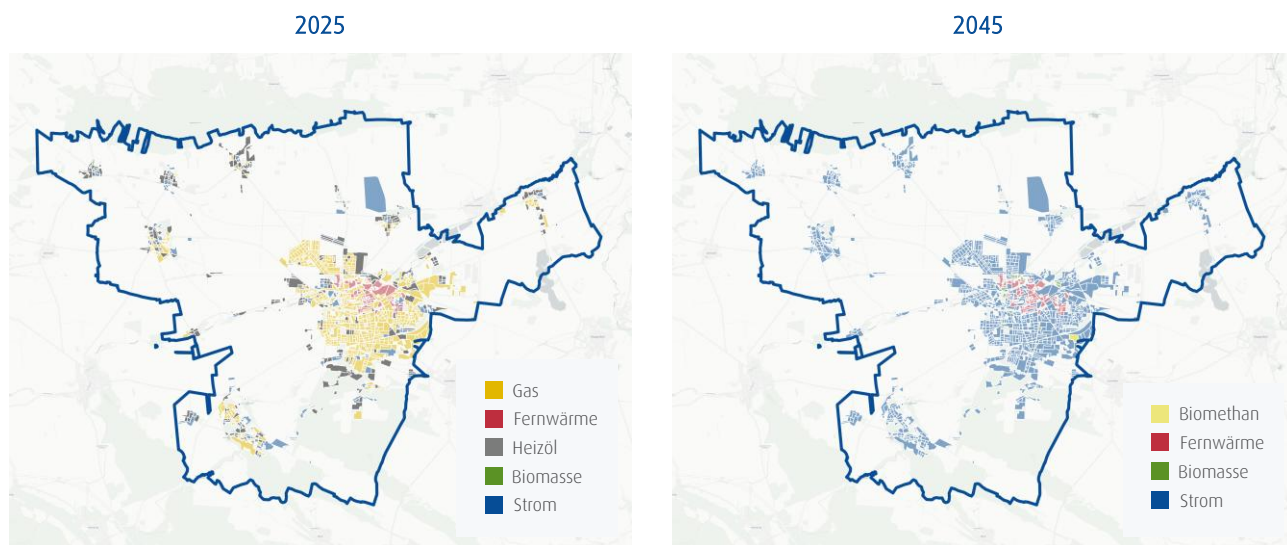 2025
2045
Gas
Fernwärme
Heizöl
Biomasse
Strom
Biomethan
Fernwärme
Biomasse
Strom